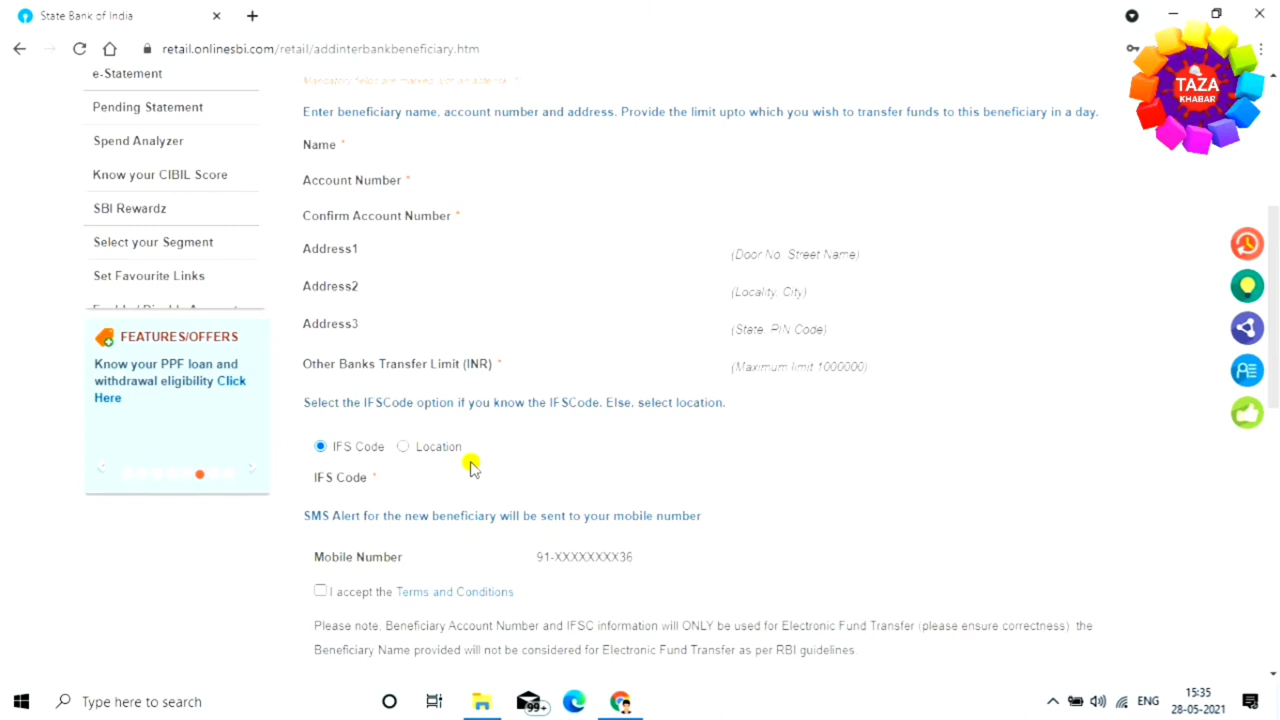 State Bank of India
retail.onlinesbi.com/retail/addinterbankbeneficiary.htm
TAZA
KHABAR
e-Statement
Pending Statement
Spend Analyzer
Know your CIBIL Score
SBI Rewardz
Select your Segment
Set Favourite Links
FEATURES/OFFERS
Know your PPF loan and
withdrawal eligibility Click
Here
Mandatory fields are marked with an asterisk *
Enter beneficiary name, account number and address. Provide the limit upto which you wish to transfer funds to this beneficiary in a day.
Name *
Account Number *
Confirm Account Number *
Address1 (Door No, Street Name)
Address2 (Locality, City)
Address3 (State, PIN Code)
Other Banks Transfer Limit (INR) * (Maximum limit 1000000)
Select the IFSCode option if you know the IFSCode. Else, select location.
IFS Code Location
IFS Code *
SMS Alert for the new beneficiary will be sent to your mobile number
Mobile Number 91-XXXXXXXX36
I accept the Terms and Conditions
Please note, Beneficiary Account Number and IFSC information will ONLY be used for Electronic Fund Transfer (please ensure correctness) the
Beneficiary Name provided will not be considered for Electronic Fund Transfer as per RBI guidelines.
Type here to search
99+
ENG
15:35
28-05-2021